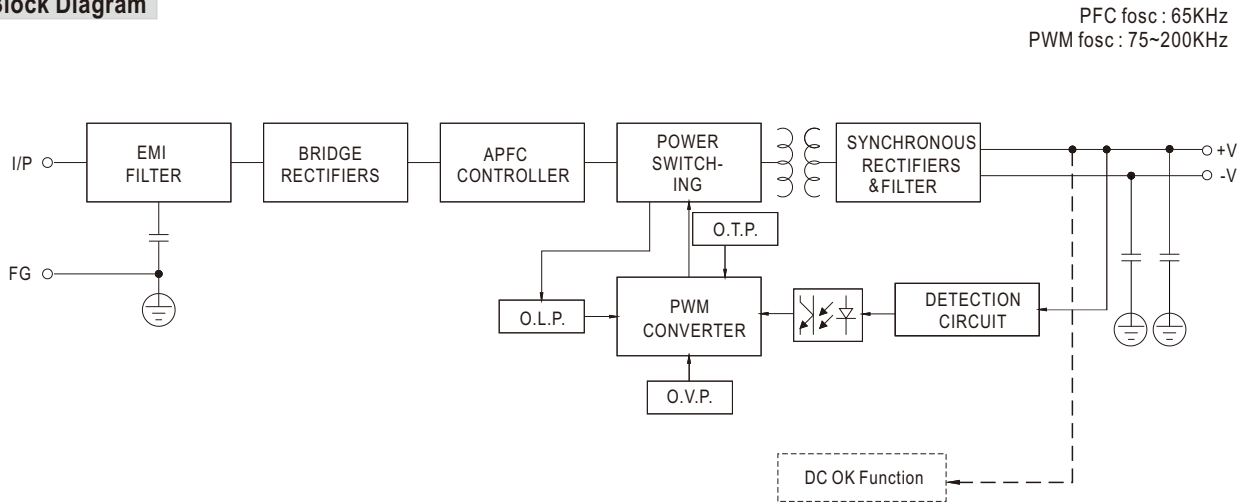 Block Diagram
PFC fosc : 65KHz
PWM fosc : 75~200KHz
I/P
EMI
FILTER
BRIDGE
RECTIFIERS
APFC
CONTROLLER
POWER
SWITCH-
ING
SYNCHRONOUS
RECTIFIERS
&FILTER
+V
-V
O.T.P.
FG
O.L.P.
PWM
CONVERTER
DETECTION
CIRCUIT
O.V.P.
DC OK Function